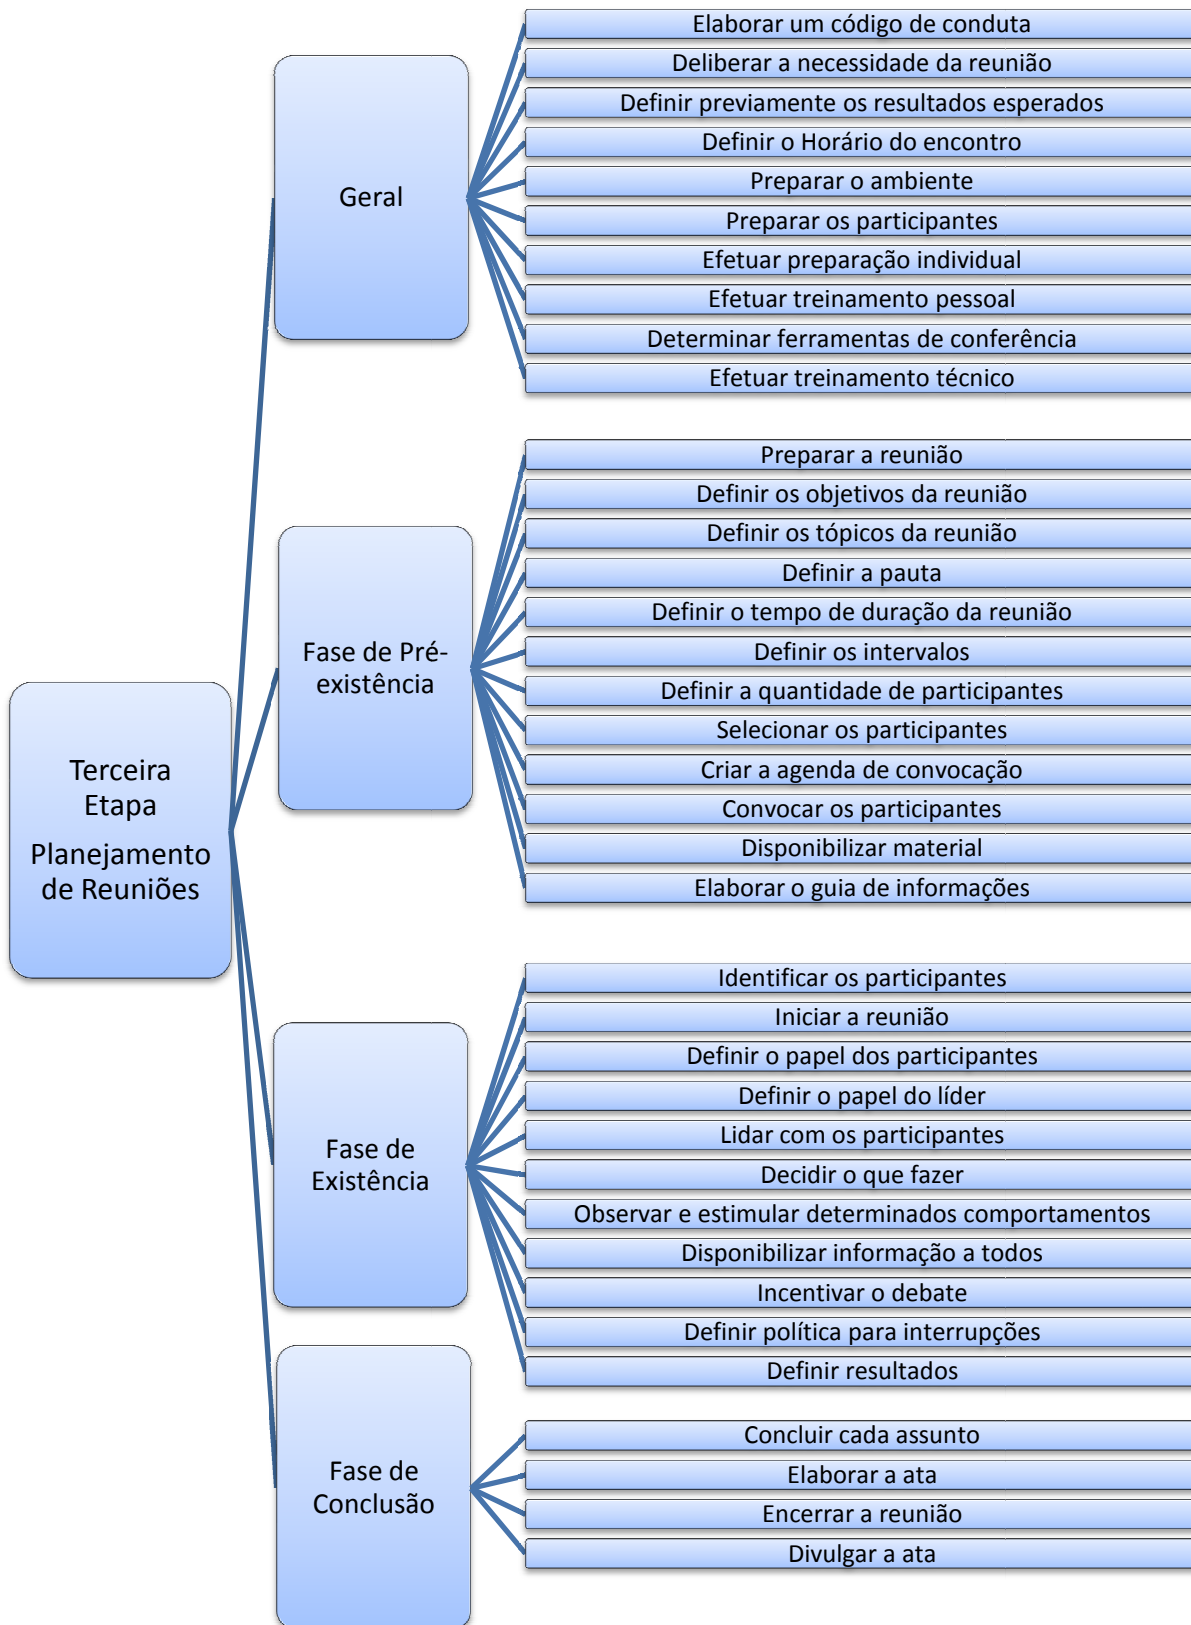 Terceira
Etapa
Planejamento
de Reuniões
Geral
Elaborar um código de conduta
Deliberar a necessidade da reunião
Definir previamente os resultados esperados
Definir o Horário do encontro
Preparar o ambiente
Preparar os participantes
Efetuar preparação individual
Efetuar treinamento pessoal
Determinar ferramentas de conferência
Efetuar treinamento técnico
Fase de Pré-
existência
Preparar a reunião
Definir os objetivos da reunião
Definir os tópicos da reunião
Definir a pauta
Definir o tempo de duração da reunião
Definir os intervalos
Definir a quantidade de participantes
Selecionar os participantes
Criar a agenda de convocação
Convocar os participantes
Disponibilizar material
Elaborar o guia de informações
Fase de
Existência
Identificar os participantes
Iniciar a reunião
Definir o papel dos participantes
Definir o papel do líder
Lidar com os participantes
Decidir o que fazer
Observar e estimular determinados comportamentos
Disponibilizar informação a todos
Incentivar o debate
Definir política para interrupções
Definir resultados
Fase de
Conclusão
Concluir cada assunto
Elaborar a ata
Encerrar a reunião
Divulgar a ata